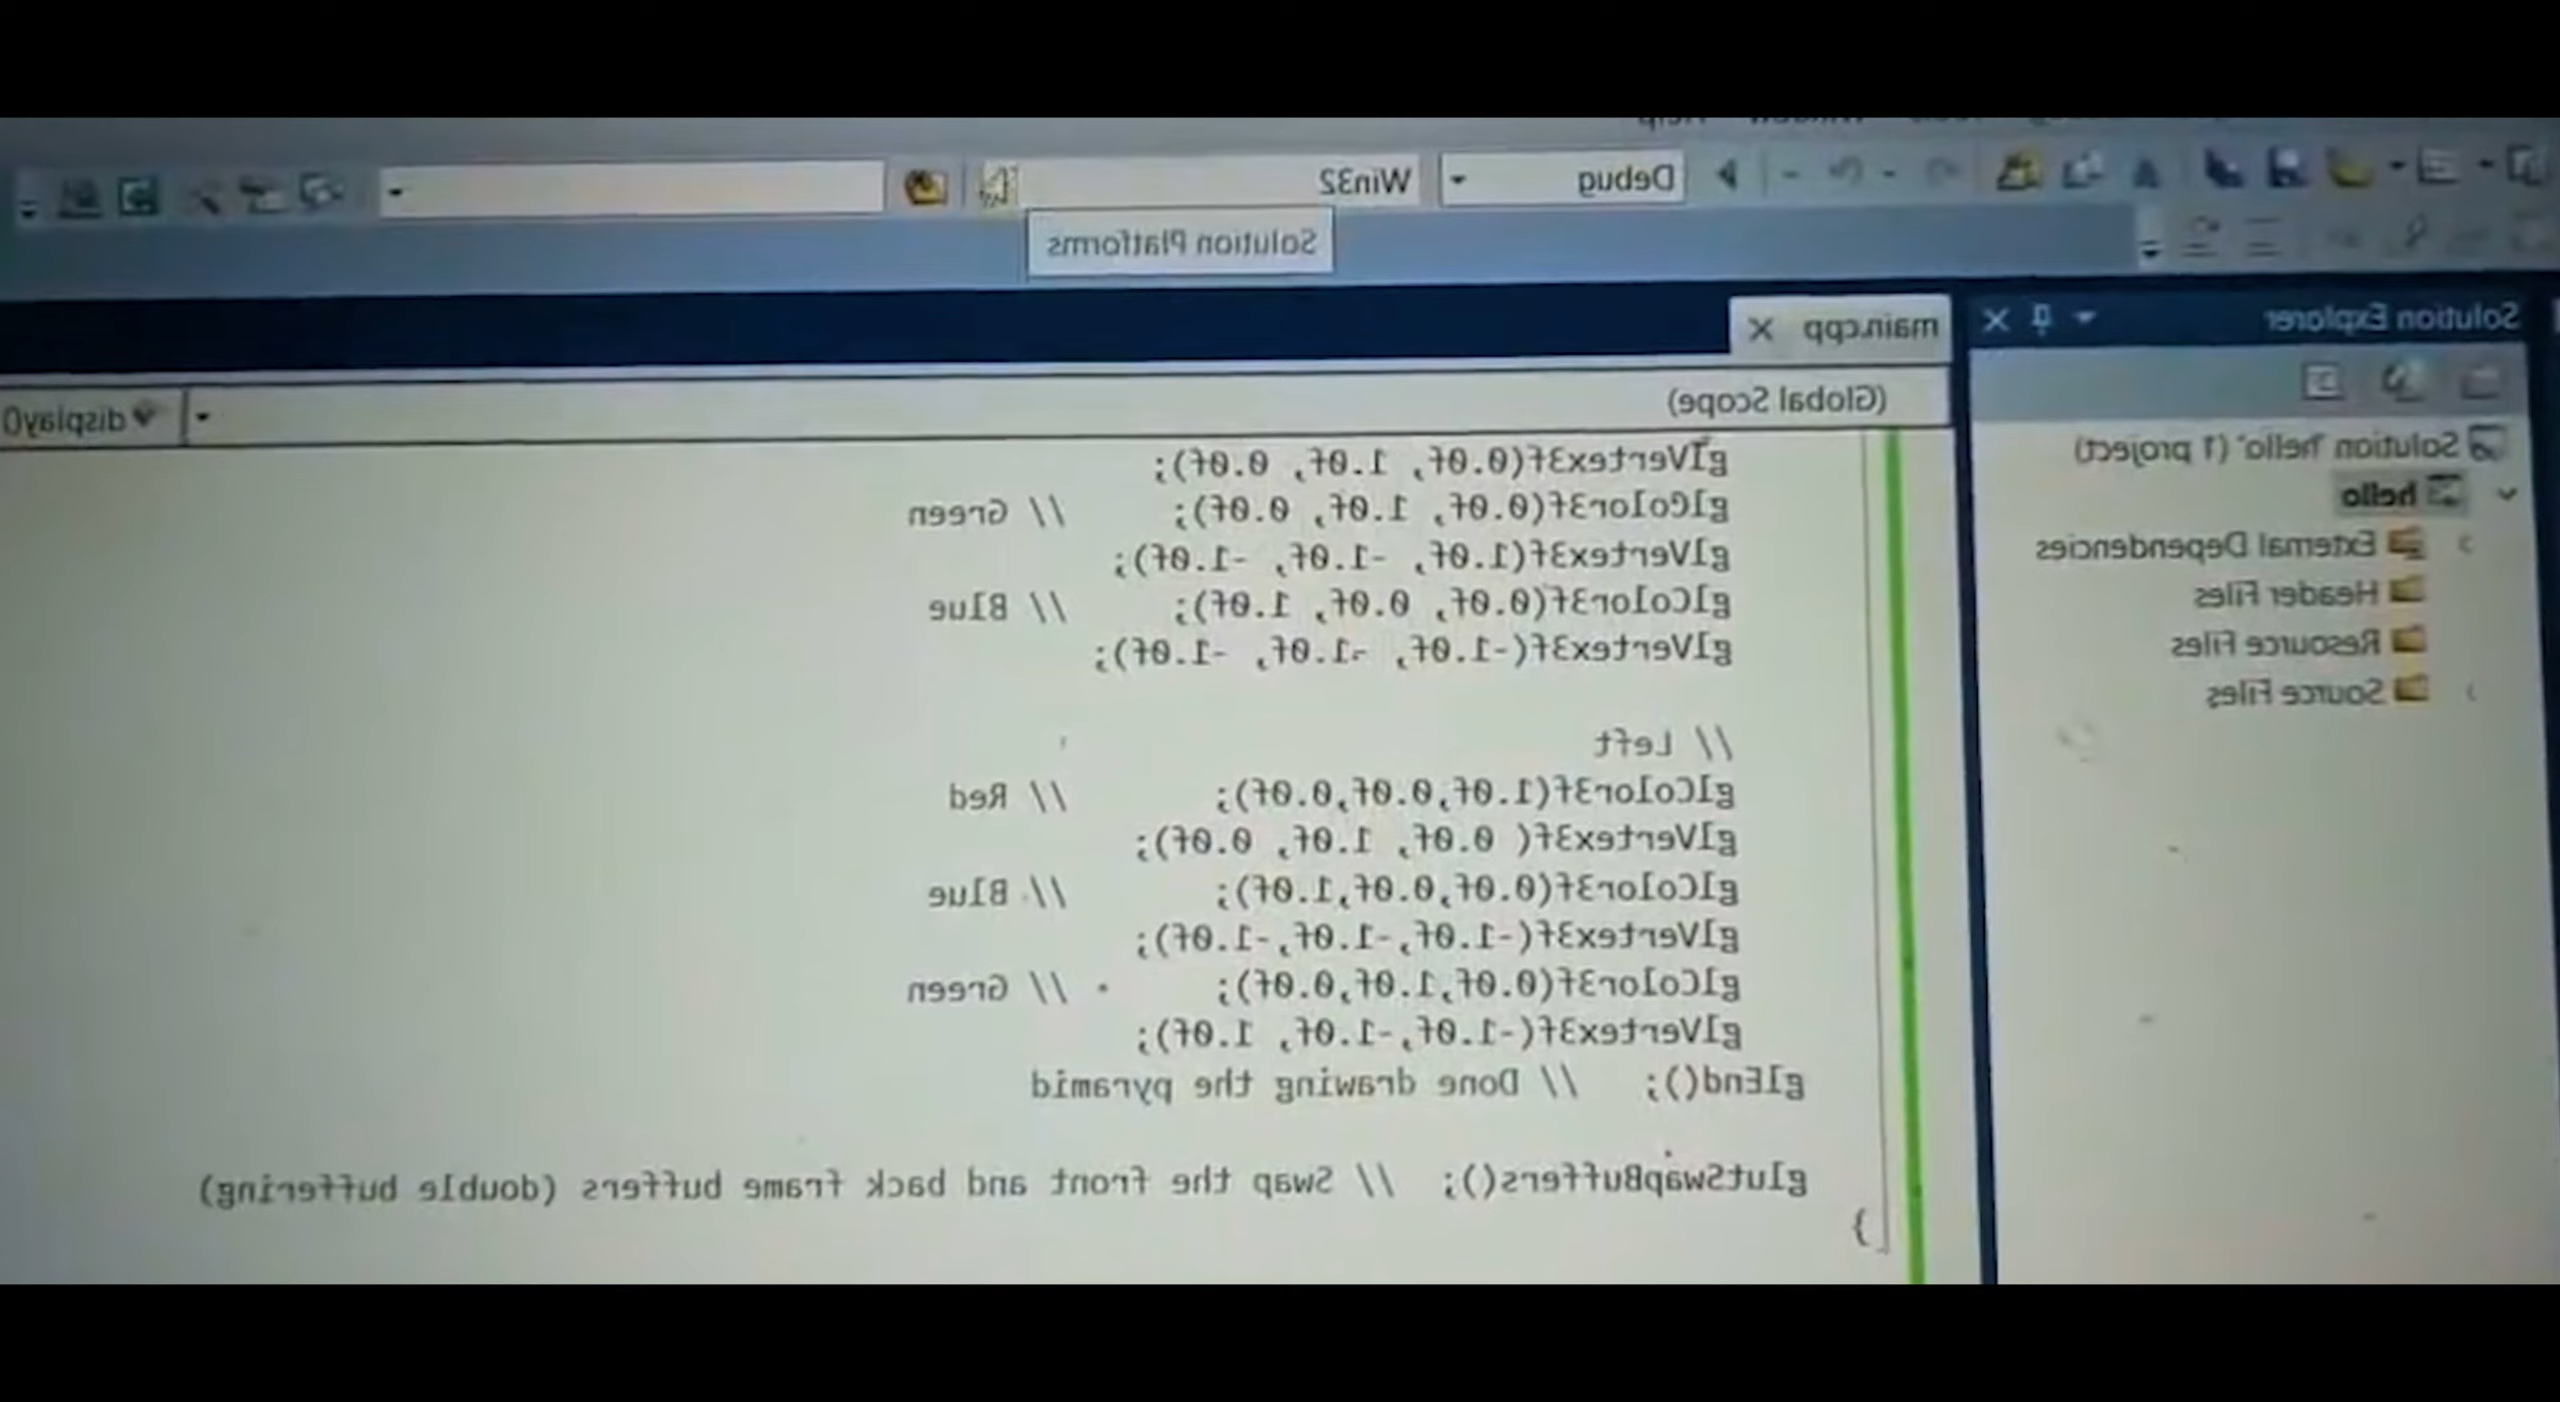 Debug
Win32
Solution Platforms
Solution Explorer
main.cpp
(Global Scope)
display()
Solution 'hello' (1 project)
hello
External Dependencies
Header Files
Resource Files
Source Files
glVertex3f(0.0f, 1.0f, 0.0f);
glColor3f(0.0f, 1.0f, 0.0f); // Green
glVertex3f(1.0f, -1.0f, -1.0f);
glColor3f(0.0f, 0.0f, 1.0f); // Blue
glVertex3f(-1.0f, -1.0f, -1.0f);
// Left
glColor3f(1.0f,0.0f,0.0f); // Red
glVertex3f( 0.0f, 1.0f, 0.0f);
glColor3f(0.0f,0.0f,1.0f); // Blue
glVertex3f(-1.0f,-1.0f,-1.0f);
glColor3f(0.0f,1.0f,0.0f); // Green
glVertex3f(-1.0f,-1.0f, 1.0f);
glEnd(); // Done drawing the pyramid
glutSwapBuffers(); // Swap the front and back frame buffers (double buffering)
}